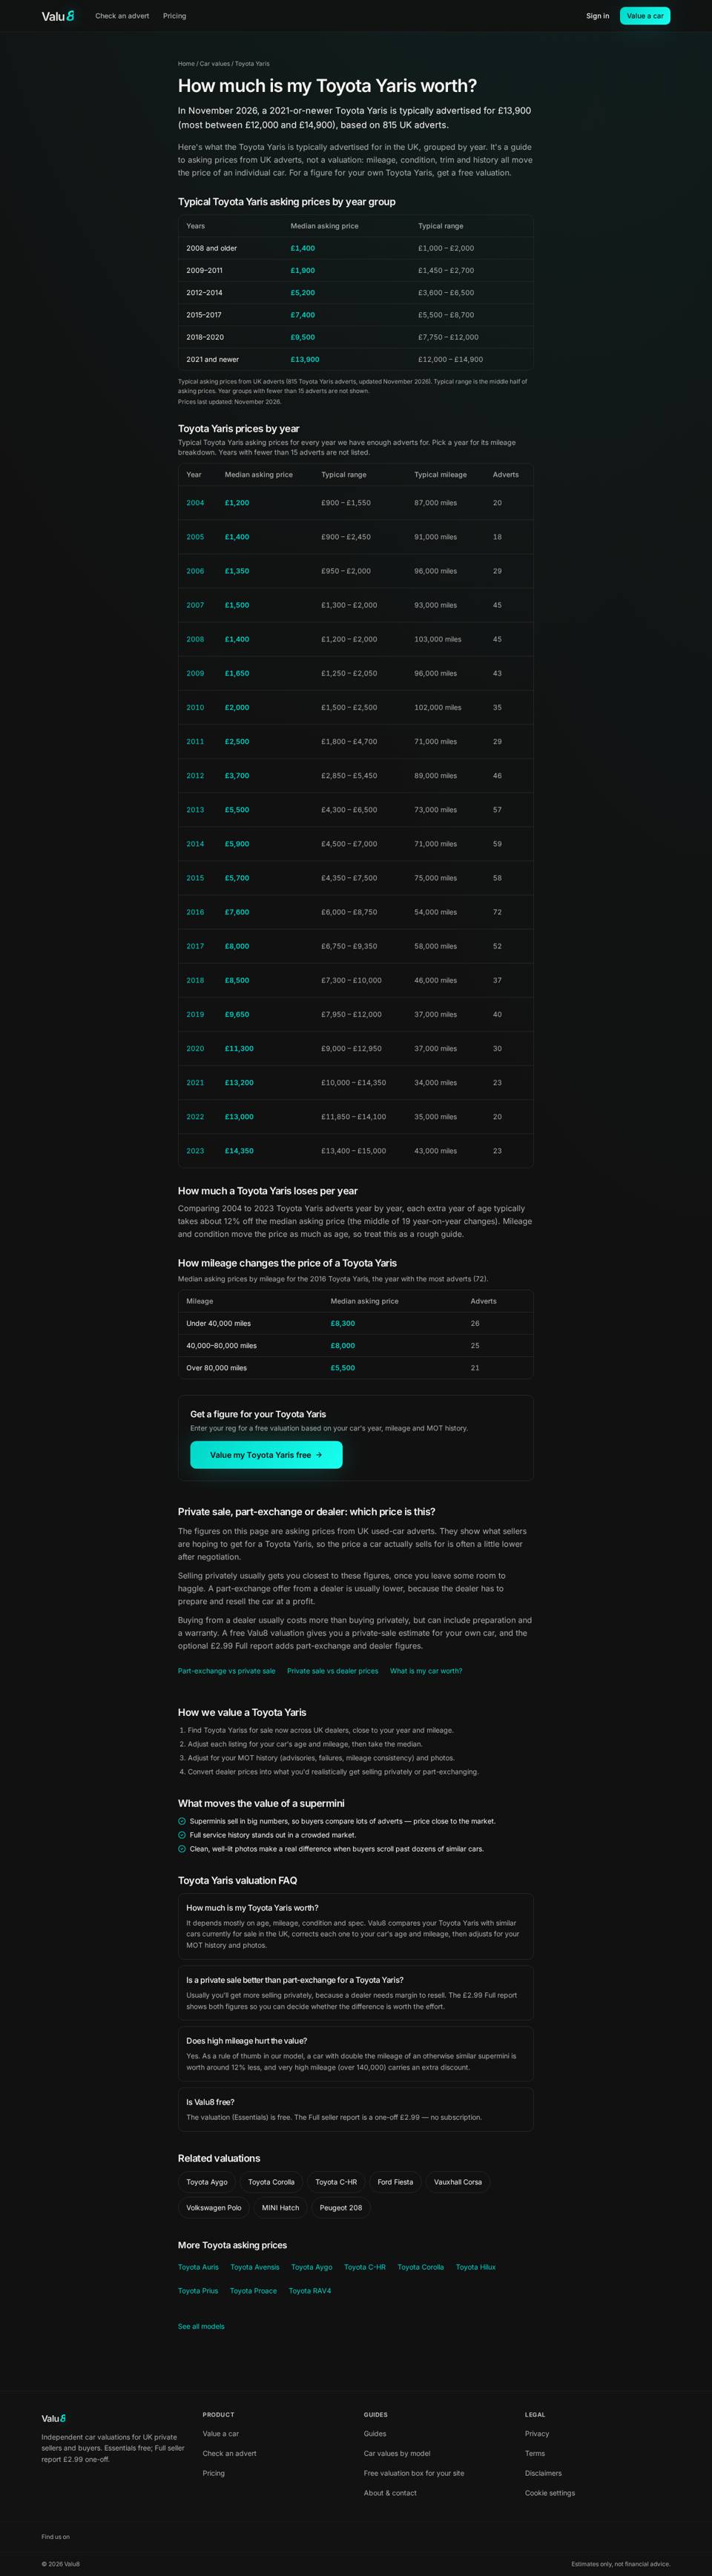 Valu8 Check an advert Pricing Sign in Value a car
Home / Car values / Toyota Yaris
How much is my Toyota Yaris worth?
In November 2026, a 2021-or-newer Toyota Yaris is typically advertised for £13,900
(most between £12,000 and £14,900), based on 815 UK adverts.
Here's what the Toyota Yaris is typically advertised for in the UK, grouped by year. It's a guide
to asking prices from UK adverts, not a valuation: mileage, condition, trim and history all move
the price of an individual car. For a figure for your own Toyota Yaris, get a free valuation.
Typical Toyota Yaris asking prices by year group
Years Median asking price Typical range
2008 and older £1,400 £1,000 – £2,000
2009–2011 £1,900 £1,450 – £2,700
2012–2014 £5,200 £3,600 – £6,500
2015–2017 £7,400 £5,500 – £8,700
2018–2020 £9,500 £7,750 – £12,000
2021 and newer £13,900 £12,000 – £14,900
Typical asking prices from UK adverts (815 Toyota Yaris adverts, updated November 2026). Typical range is the middle half of
asking prices. Year groups with fewer than 15 adverts are not shown.
Prices last updated: November 2026.
Toyota Yaris prices by year
Typical Toyota Yaris asking prices for every year we have enough adverts for. Pick a year for its mileage
breakdown. Years with fewer than 15 adverts are not listed.
Year Median asking price Typical range Typical mileage Adverts
2004 £1,200 £900 – £1,550 87,000 miles 20
2005 £1,400 £900 – £2,450 91,000 miles 18
2006 £1,350 £950 – £2,000 96,000 miles 29
2007 £1,500 £1,300 – £2,000 93,000 miles 45
2008 £1,400 £1,200 – £2,000 103,000 miles 45
2009 £1,650 £1,250 – £2,050 96,000 miles 43
2010 £2,000 £1,500 – £2,500 102,000 miles 35
2011 £2,500 £1,800 – £4,700 71,000 miles 29
2012 £3,700 £2,850 – £5,450 89,000 miles 46
2013 £5,500 £4,300 – £6,500 73,000 miles 57
2014 £5,900 £4,500 – £7,000 71,000 miles 59
2015 £5,700 £4,350 – £7,500 75,000 miles 58
2016 £7,600 £6,000 – £8,750 54,000 miles 72
2017 £8,000 £6,750 – £9,350 58,000 miles 52
2018 £8,500 £7,300 – £10,000 46,000 miles 37
2019 £9,650 £7,950 – £12,000 37,000 miles 40
2020 £11,300 £9,000 – £12,950 37,000 miles 30
2021 £13,200 £10,000 – £14,350 34,000 miles 23
2022 £13,000 £11,850 – £14,100 35,000 miles 20
2023 £14,350 £13,400 – £15,000 43,000 miles 23
How much a Toyota Yaris loses per year
Comparing 2004 to 2023 Toyota Yaris adverts year by year, each extra year of age typically
takes about 12% off the median asking price (the middle of 19 year-on-year changes). Mileage
and condition move the price as much as age, so treat this as a rough guide.
How mileage changes the price of a Toyota Yaris
Median asking prices by mileage for the 2016 Toyota Yaris, the year with the most adverts (72).
Mileage Median asking price Adverts
Under 40,000 miles £8,300 26
40,000–80,000 miles £8,000 25
Over 80,000 miles £5,500 21
Get a figure for your Toyota Yaris
Enter your reg for a free valuation based on your car's year, mileage and MOT history.
Value my Toyota Yaris free →
Private sale, part-exchange or dealer: which price is this?
The figures on this page are asking prices from UK used-car adverts. They show what sellers
are hoping to get for a Toyota Yaris, so the price a car actually sells for is often a little lower
after negotiation.
Selling privately usually gets you closest to these figures, once you leave some room to
haggle. A part-exchange offer from a dealer is usually lower, because the dealer has to
prepare and resell the car at a profit.
Buying from a dealer usually costs more than buying privately, but can include preparation and
a warranty. A free Valu8 valuation gives you a private-sale estimate for your own car, and the
optional £2.99 Full report adds part-exchange and dealer figures.
Part-exchange vs private sale Private sale vs dealer prices What is my car worth?
How we value a Toyota Yaris
1. Find Toyota Yariss for sale now across UK dealers, close to your year and mileage.
2. Adjust each listing for your car's age and mileage, then take the median.
3. Adjust for your MOT history (advisories, failures, mileage consistency) and photos.
4. Convert dealer prices into what you'd realistically get selling privately or part-exchanging.
What moves the value of a supermini
Superminis sell in big numbers, so buyers compare lots of adverts — price close to the market.
Full service history stands out in a crowded market.
Clean, well-lit photos make a real difference when buyers scroll past dozens of similar cars.
Toyota Yaris valuation FAQ
How much is my Toyota Yaris worth?
It depends mostly on age, mileage, condition and spec. Valu8 compares your Toyota Yaris with similar
cars currently for sale in the UK, corrects each one to your car's age and mileage, then adjusts for your
MOT history and photos.
Is a private sale better than part-exchange for a Toyota Yaris?
Usually you'll get more selling privately, because a dealer needs margin to resell. The £2.99 Full report
shows both figures so you can decide whether the difference is worth the effort.
Does high mileage hurt the value?
Yes. As a rule of thumb in our model, a car with double the mileage of an otherwise similar supermini is
worth around 12% less, and very high mileage (over 140,000) carries an extra discount.
Is Valu8 free?
The valuation (Essentials) is free. The Full seller report is a one-off £2.99 — no subscription.
Related valuations
Toyota Aygo Toyota Corolla Toyota C-HR Ford Fiesta Vauxhall Corsa
Volkswagen Polo MINI Hatch Peugeot 208
More Toyota asking prices
Toyota Auris Toyota Avensis Toyota Aygo Toyota C-HR Toyota Corolla Toyota Hilux
Toyota Prius Toyota Proace Toyota RAV4
See all models
Valu8 PRODUCT GUIDES LEGAL
Independent car valuations for UK private
sellers and buyers. Essentials free; Full seller
report £2.99 one-off.
Value a car Guides Privacy
Check an advert Car values by model Terms
Pricing Free valuation box for your site Disclaimers
About & contact Cookie settings
Find us on
© 2026 Valu8 Estimates only, not financial advice.